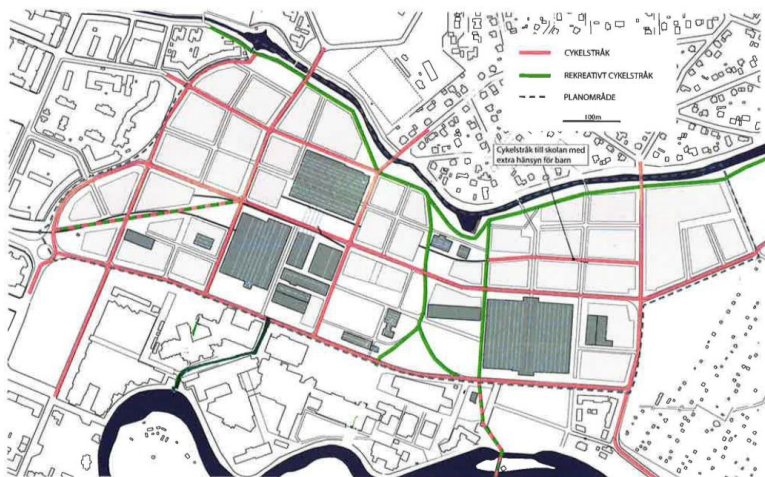 CYKELSTRÅK
REKREATIVT CYKELSTRÅK
PLANOMRÅDE
100m
Cykelstråk till skolan med
extra hänsyn för barn